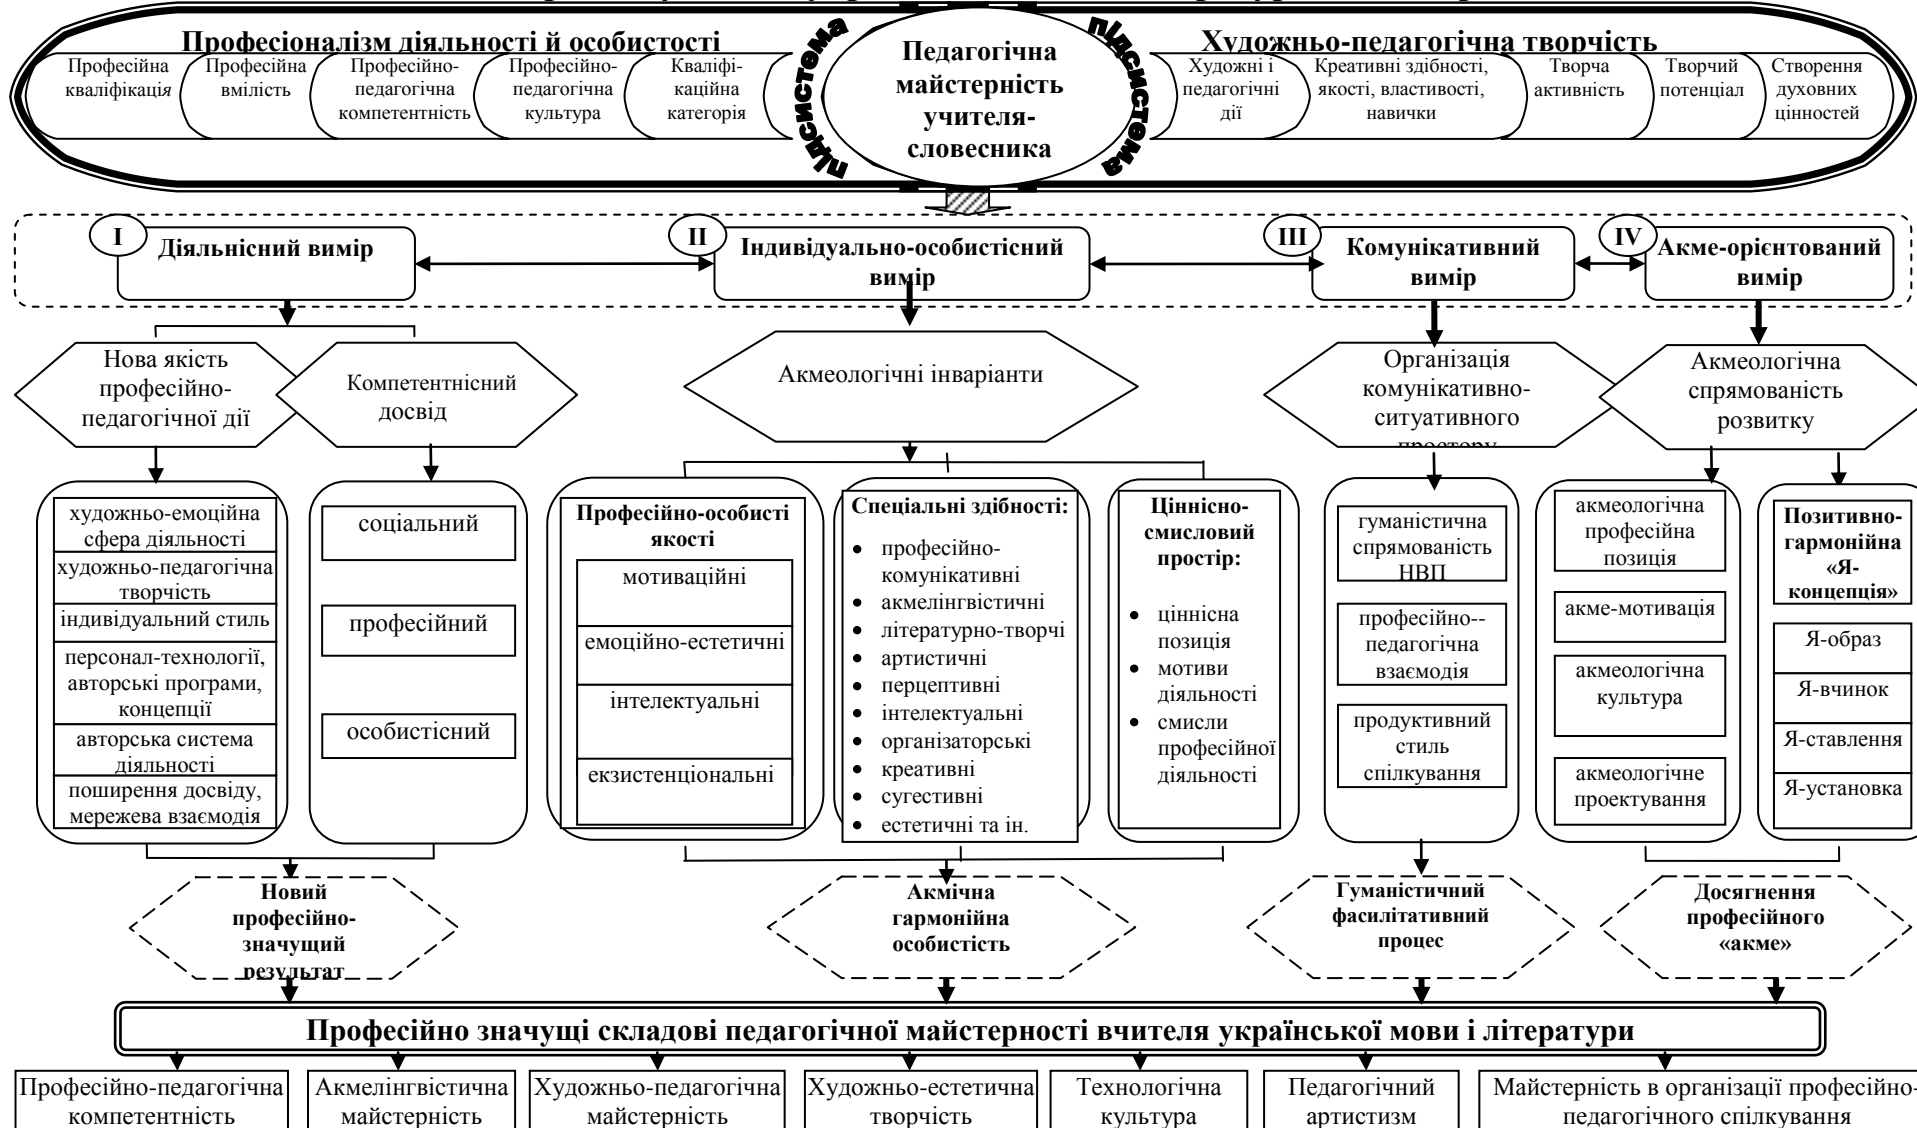 Професіоналізм діяльності й особистості
Художньо-педагогічна творчість
Професійна
кваліфікація
Професійна
вмілість
Професійно-
педагогічна
компетентність
Професійно-
педагогічна
культура
Кваліфі-
каційна
категорія
підсистема
Педагогічна
майстерність
учителя-
словесника
підсистема
Художні і
педагогічні
дії
Креативні здібності,
якості, властивості,
навички
Творча
активність
Творчий
потенціал
Створення
духовних
цінностей
I
Діяльнісний вимір
II
Індивідуально-особистісний
вимір
III
Комунікативний
вимір
IV
Акме-орієнтований
вимір
Нова якість
професійно-
педагогічної дії
Компетентнісний
досвід
Акмеологічні інваріанти
Організація
комунікативно-
ситуативного
простору
Акмеологічна
спрямованість
розвитку
художньо-емоційна
сфера діяльності
художньо-педагогічна
творчість
індивідуальний стиль
персонал-технології,
авторські програми,
концепції
авторська система
діяльності
поширення досвіду,
мережева взаємодія
соціальний
професійний
особистісний
Професійно-особисті
якості
мотиваційні
емоційно-естетичні
інтелектуальні
екзистенціональні
Спеціальні здібності:
• професійно-
комунікативні
• акмелінгвістичні
• літературно-творчі
• артистичні
• перцептивні
• інтелектуальні
• організаторські
• креативні
• сугестивні
• естетичні та ін.
Ціннісно-
смисловий
простір:
• ціннісна
позиція
• мотиви
діяльності
• смисли
професійної
діяльності
гуманістична
спрямованість
НВП
професійно--
педагогічна
взаємодія
продуктивний
стиль
спілкування
акмеологічна
професійна
позиція
акме-мотивація
акмеологічна
культура
акмеологічне
проектування
Позитивно-
гармонійна
«Я-
концепція»
Я-образ
Я-вчинок
Я-ставлення
Я-установка
Новий
професійно-
значущий
результат
Акмічна
гармонійна
особистість
Гуманістичний
фасилітативний
процес
Досягнення
професійного
«акме»
Професійно значущі складові педагогічної майстерності вчителя української мови і літератури
Професійно-педагогічна
компетентність
Акмелінгвістична
майстерність
Художньо-педагогічна
майстерність
Художньо-естетична
творчість
Технологічна
культура
Педагогічний
артистизм
Майстерність в організації професійно-
педагогічного спілкування